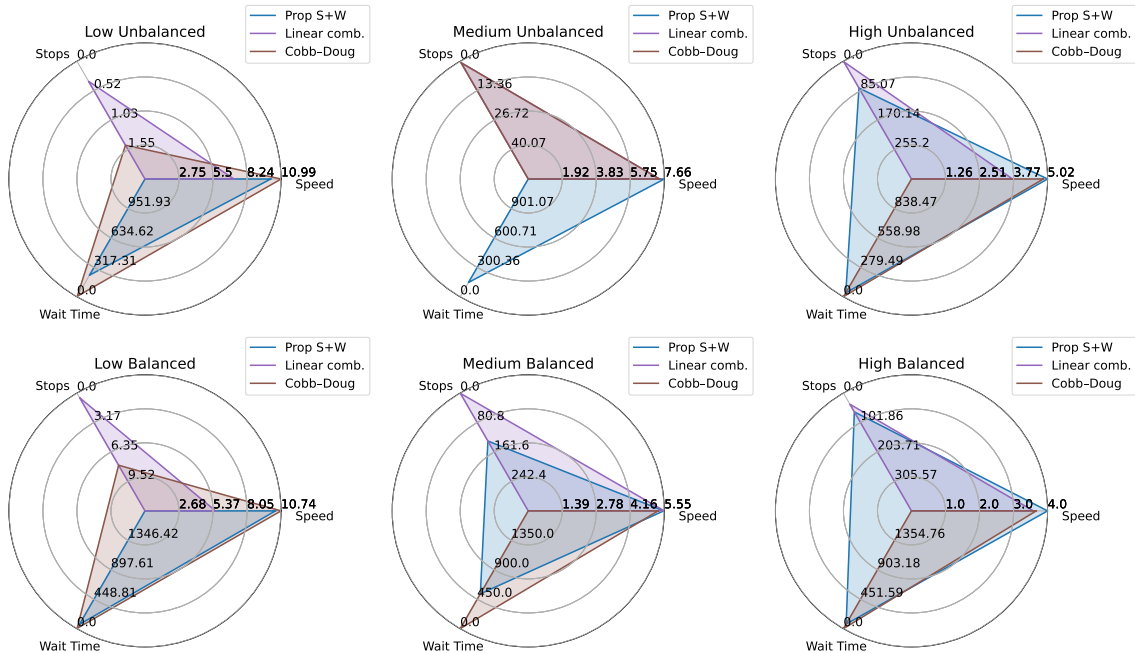 Low Unbalanced
Prop S+W
Linear comb.
Cobb–Doug
Stops
0.0
0.52
1.03
1.55
2.75
5.5
8.24
10.99
Speed
951.93
634.62
317.31
0.0
Wait Time
Medium Unbalanced
Prop S+W
Linear comb.
Cobb–Doug
Stops
0.0
13.36
26.72
40.07
1.92
3.83
5.75
7.66
Speed
901.07
600.71
300.36
0.0
Wait Time
High Unbalanced
Prop S+W
Linear comb.
Cobb–Doug
Stops
0.0
85.07
170.14
255.2
1.26
2.51
3.77
5.02
Speed
838.47
558.98
279.49
0.0
Wait Time
Low Balanced
Prop S+W
Linear comb.
Cobb–Doug
Stops
0.0
3.17
6.35
9.52
2.68
5.37
8.05
10.74
Speed
1346.42
897.61
448.81
0.0
Wait Time
Medium Balanced
Prop S+W
Linear comb.
Cobb–Doug
Stops
0.0
80.8
161.6
242.4
1.39
2.78
4.16
5.55
Speed
1350.0
900.0
450.0
0.0
Wait Time
High Balanced
Prop S+W
Linear comb.
Cobb–Doug
Stops
0.0
101.86
203.71
305.57
1.0
2.0
3.0
4.0
Speed
1354.76
903.18
451.59
0.0
Wait Time